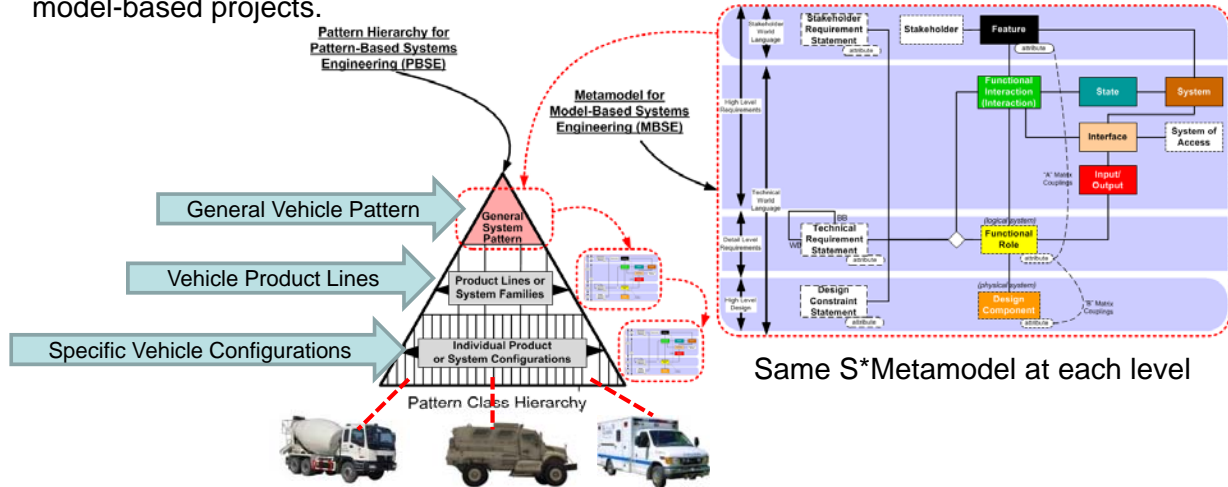 model-based projects.
Pattern Hierarchy for
Pattern-Based Systems
Engineering (PBSE)
Metamodel for
Model-Based Systems
Engineering (MBSE)
General Vehicle Pattern
Vehicle Product Lines
Specific Vehicle Configurations
General
System
Pattern
Product Lines or
System Families
Individual Product
or System Configurations
Pattern Class Hierarchy
Stakeholder
World
Language
High Level
Requirements
Technical
World
Language
Detail Level
Requirements
High Level
Design
Stakeholder
Requirement
Statement
attribute
Stakeholder
Feature
attribute
Functional
Interaction
(Interaction)
State
System
Interface
System of
Access
Input/
Output
"A" Matrix
Couplings
BB
WB
Technical
Requirement
Statement
attribute
(logical system)
Functional
Role
attribute
Design
Constraint
Statement
attribute
(physical system)
Design
Component
attribute
"B" Matrix
Couplings
Same S*Metamodel at each level